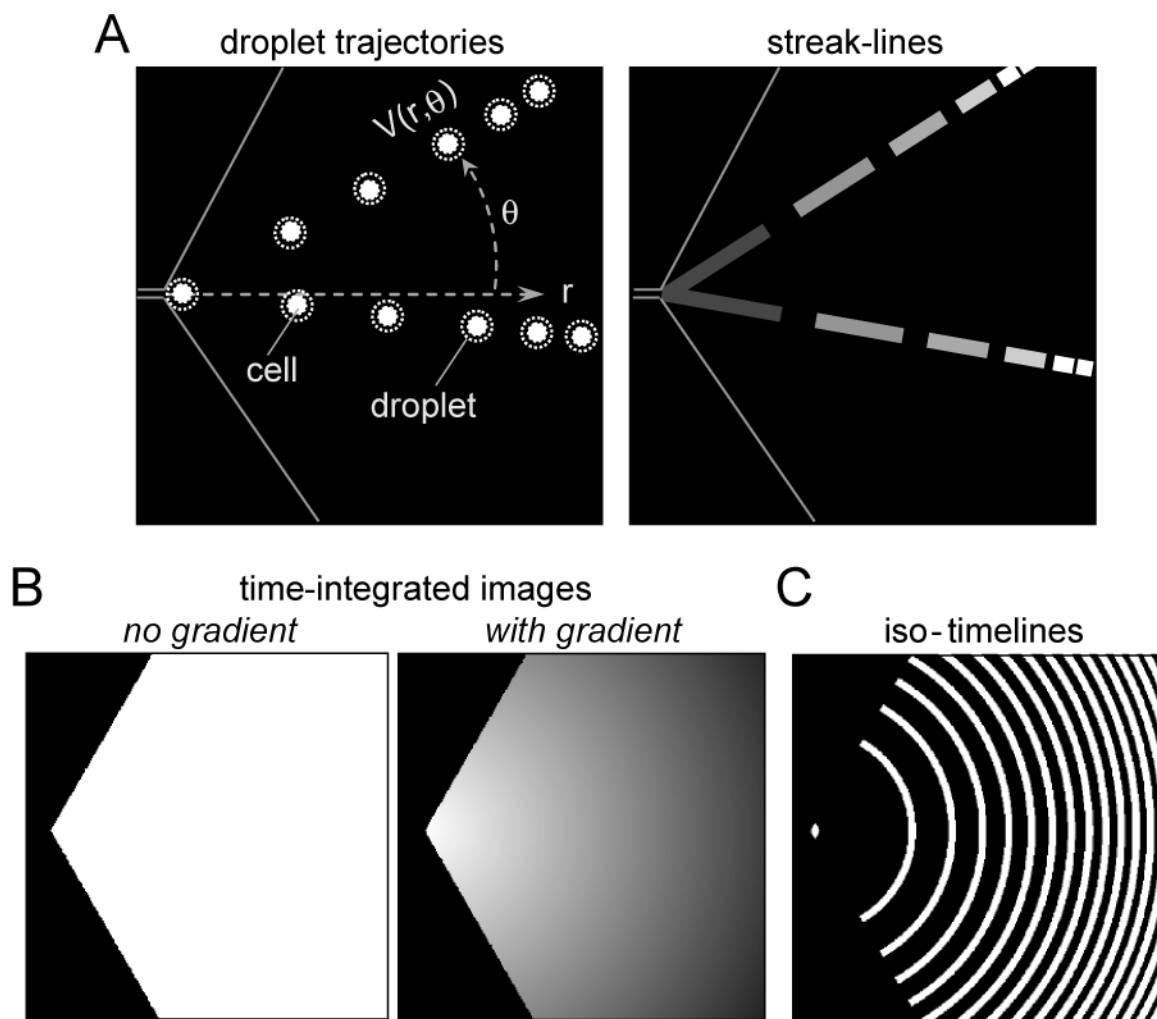 A
droplet trajectories
streak-lines
V(r,θ)
θ
r
cell
droplet
B
time-integrated images
no gradient
with gradient
C
iso-timelines